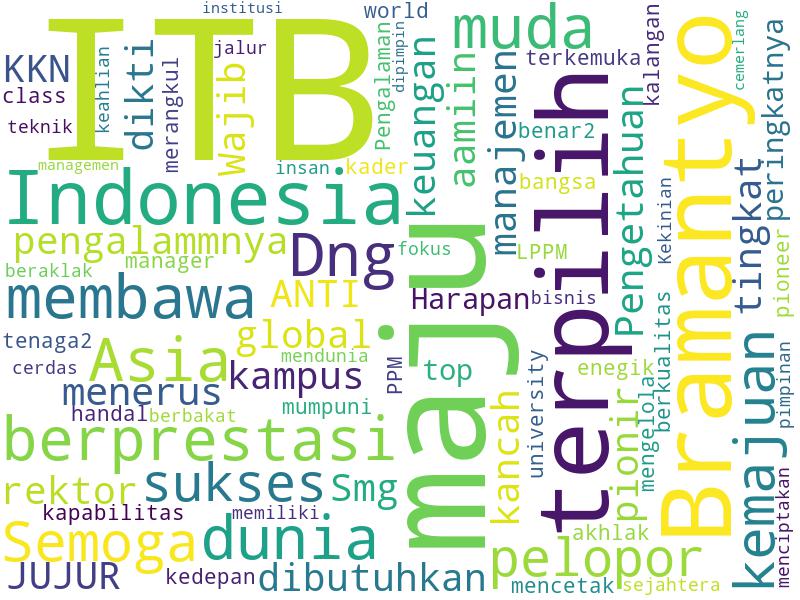 institusi
world
ITB
muda
KKN
keahlian
dikti
merangkul
jalur
Wajib
Pengalaman
dipimpin
keuangan
aamiin
manajemen
terkemuka
kalangan
cemerlang
peringkatnya
class
teknik
benar2
managemen
insan
kader
bangsa
Pengetahuan
Kekinian
Bramantyo
tingkat
pioneer
Indonesia
terpilih
pengalammnya
Dng
fokus
LPPM
beraklak
manager
maju
membawa
ANTI
Harapan
bisnis
tenaga2
global
mendunia
Asia
cerdas
kampus
PPM
top
university
enegik
berkualitas
mengelola
pionir
kemajuan
pimpinan
menerus
mumpuni
handal
berbakat
kancah
berprestasi
rektor
sukses
Smg
menciptakan
kapabilitas
memiliki
Semoga
dunia
akhlak
pelopor
JUJUR
kedepan
dibutuhkan
mencetak
sejahtera